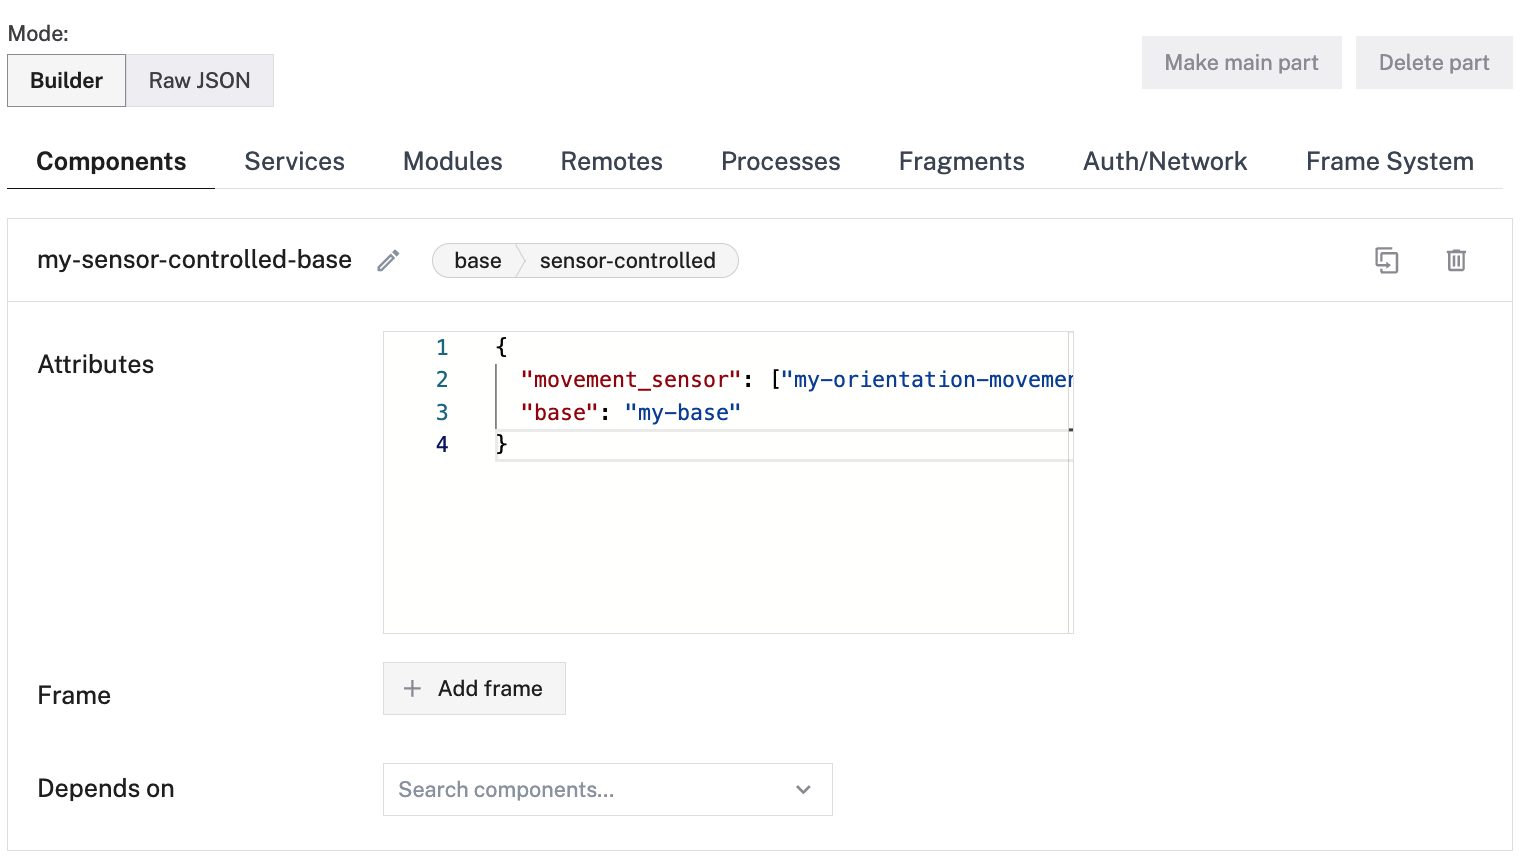 Mode:
Builder Raw JSON Make main part Delete part
Components Services Modules Remotes Processes Fragments Auth/Network Frame System
my-sensor-controlled-base base sensor-controlled
Attributes
1 {
2 "movement_sensor": ["my-orientation-movemen
3 "base": "my-base"
4 }
Frame + Add frame
Depends on Search components...